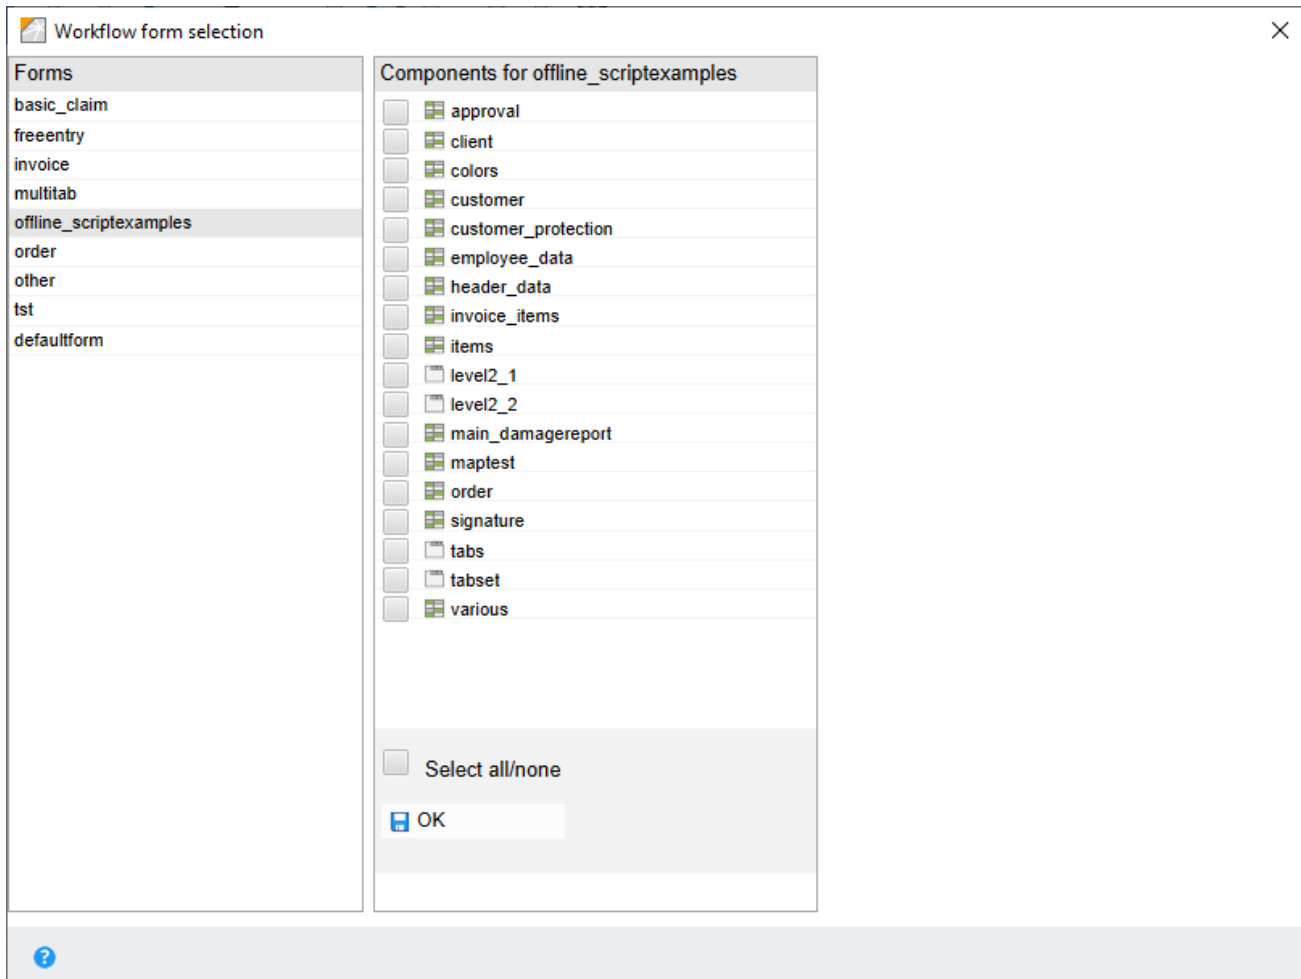 Workflow form selection
Forms
basic_claim
freeentry
invoice
multitab
offline_scriptexamples
order
other
tst
defaultform
Components for offline_scriptexamples
approval
client
colors
customer
customer_protection
employee_data
header_data
invoice_items
items
level2_1
level2_2
main_damagereport
maptest
order
signature
tabs
tabset
various
Select all/none
OK
?